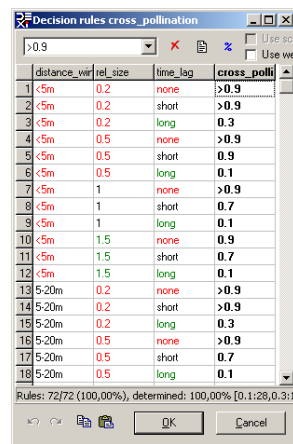 Decision rules cross_pollination
>0.9 % Use sc
Use we
distance_wir rel_size time_lag cross_polli
1 <5m 0.2 none >0.9
2 <5m 0.2 short >0.9
3 <5m 0.2 long 0.3
4 <5m 0.5 none >0.9
5 <5m 0.5 short 0.9
6 <5m 0.5 long 0.1
7 <5m 1 none >0.9
8 <5m 1 short 0.7
9 <5m 1 long 0.1
10 <5m 1.5 none 0.9
11 <5m 1.5 short 0.7
12 <5m 1.5 long 0.1
13 5-20m 0.2 none >0.9
14 5-20m 0.2 short >0.9
15 5-20m 0.2 long 0.3
16 5-20m 0.5 none >0.9
17 5-20m 0.5 short 0.7
18 5-20m 0.5 long 0.1
Rules: 72/72 (100,00%), determined: 100,00% [0.1:28,0.3:1
OK Cancel